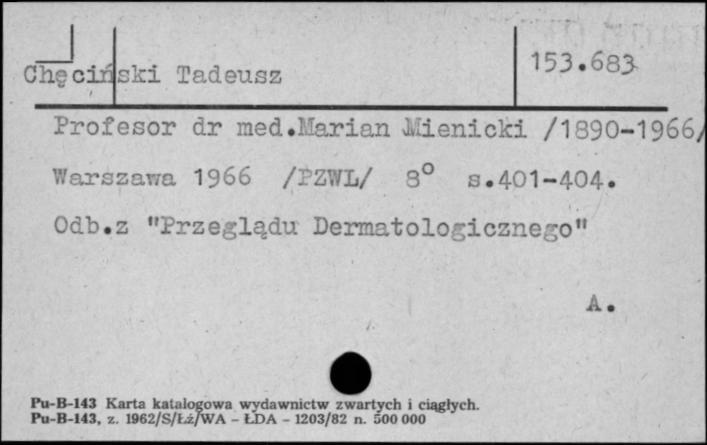 Chęciński Tadeusz 153.683
Profesor dr med.Marian Mienicki /1890-1966/
Warszawa 1966 /PZWL/ 8° s.401-404.
Odb.z "Przeglądu Dermatologicznego"
A.
Pu-B-143 Karta katalogowa wydawnictw zwartych i ciągłych.
Pu-B-143, z. 1962/S/Łż/WA – ŁDA – 1203/82 n. 500 000